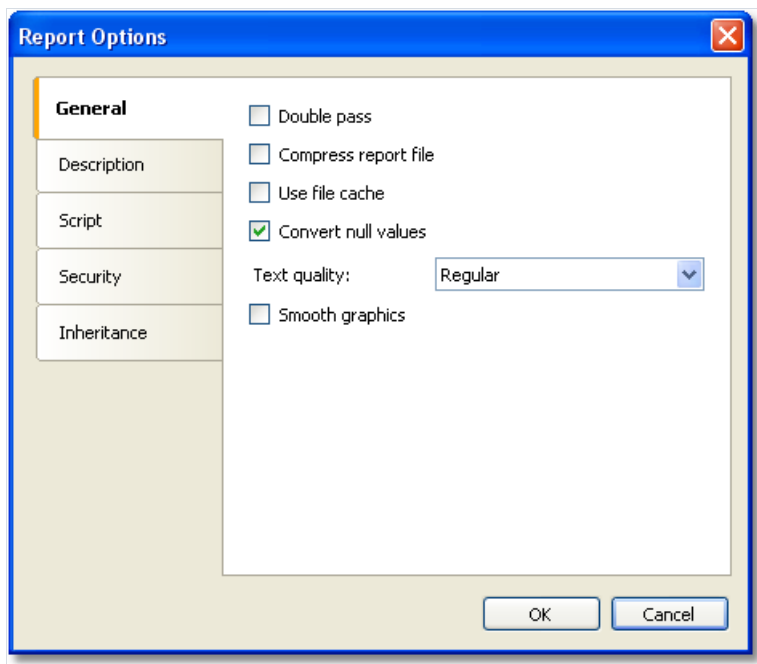 Report Options
General
Description
Script
Security
Inheritance
Double pass
Compress report file
Use file cache
Convert null values
Text quality: Regular
Smooth graphics
OK Cancel